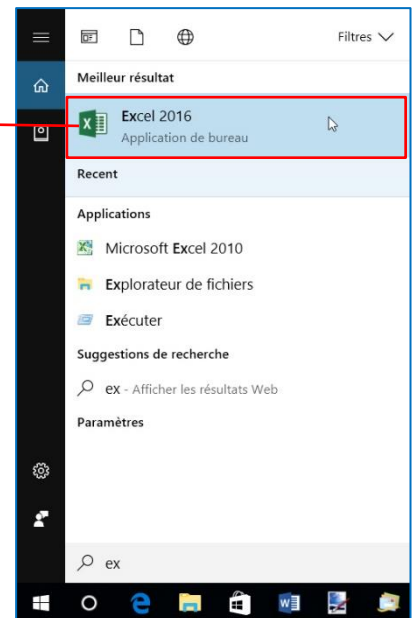 Filtres
Meilleur résultat
Excel 2016
Application de bureau
Recent
Applications
Microsoft Excel 2010
Explorateur de fichiers
Exécuter
Suggestions de recherche
ex - Afficher les résultats Web
Paramètres
ex